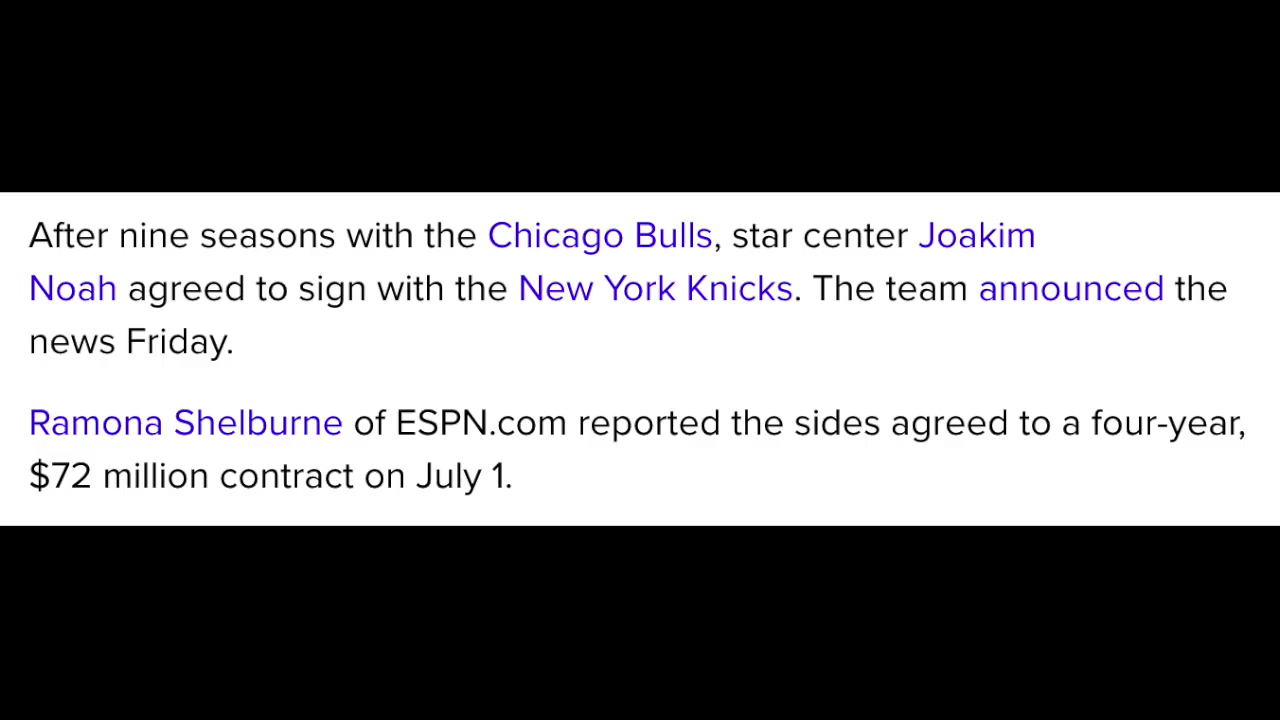 After nine seasons with the Chicago Bulls, star center Joakim
Noah agreed to sign with the New York Knicks. The team announced the
news Friday.
Ramona Shelburne of ESPN.com reported the sides agreed to a four-year,
$72 million contract on July 1.